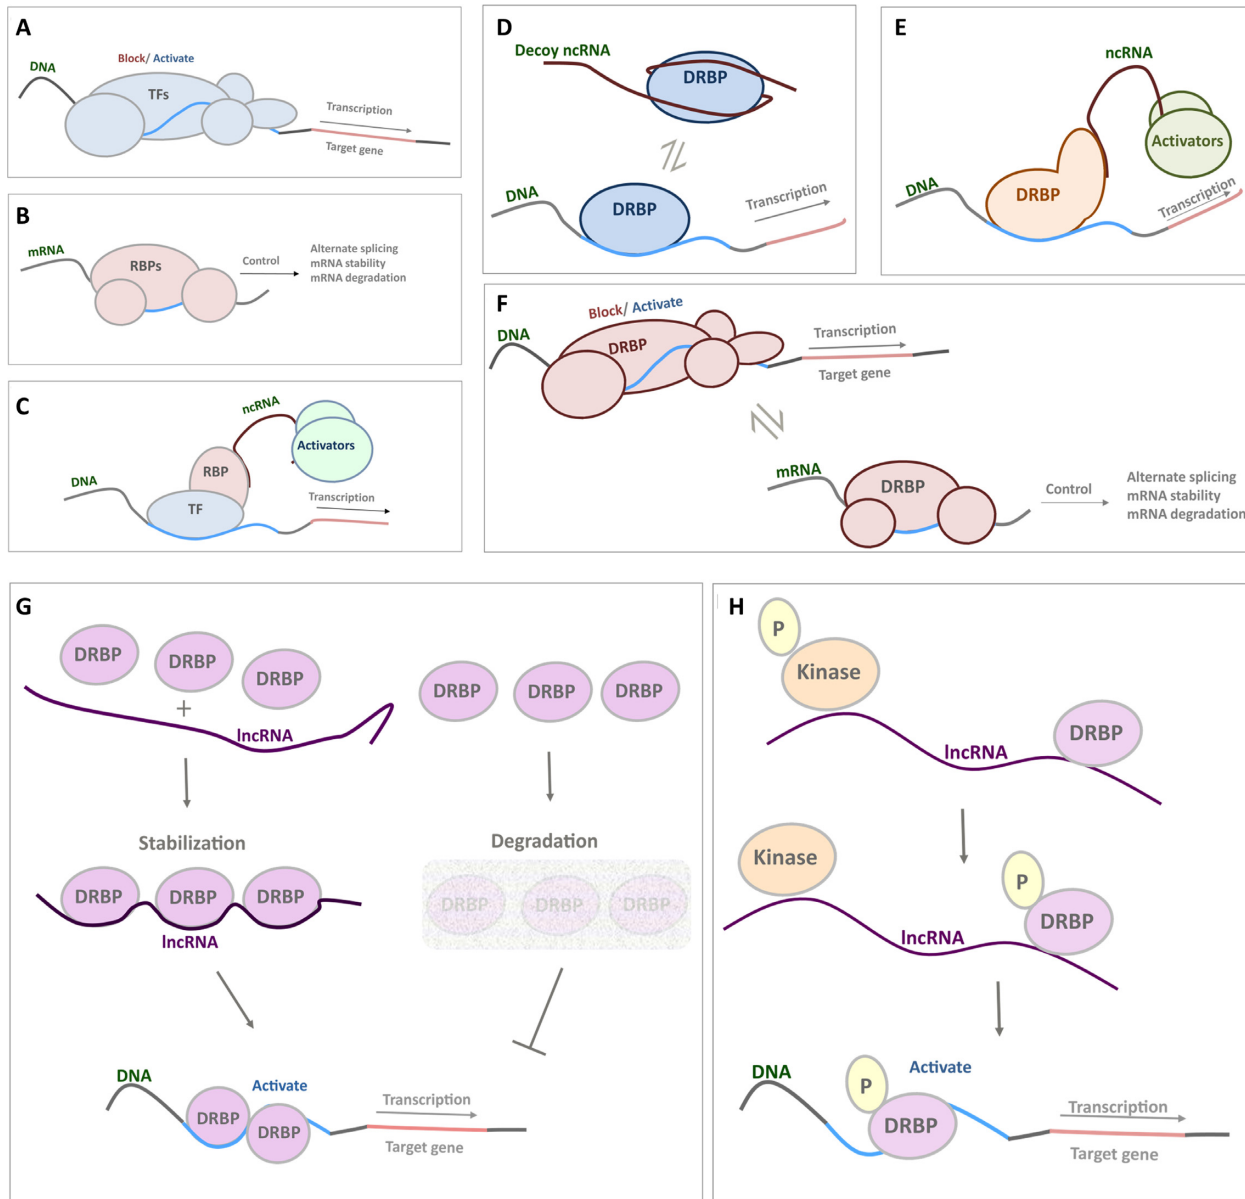 A
DNA
Block/ Activate
TFs
Transcription
Target gene
B
mRNA
RBPs
Control
Alternate splicing
mRNA stability
mRNA degradation
C
ncRNA
Activators
RBP
DNA
TF
Transcription
D
Decoy ncRNA
DRBP
DNA
DRBP
Transcription
E
ncRNA
Activators
DRBP
DNA
Transcription
F
Block/ Activate
DNA
DRBP
Transcription
Target gene
mRNA
DRBP
Control
Alternate splicing
mRNA stability
mRNA degradation
G
DRBP
DRBP
DRBP
+
lncRNA
DRBP
DRBP
DRBP
Stabilization
Degradation
DRBP
DRBP
DRBP
lncRNA
DRBP
DRBP
DRBP
DNA
Activate
DRBP
DRBP
Transcription
Target gene
H
P
Kinase
lncRNA
DRBP
Kinase
P
DRBP
lncRNA
DNA
P
Activate
DRBP
Transcription
Target gene